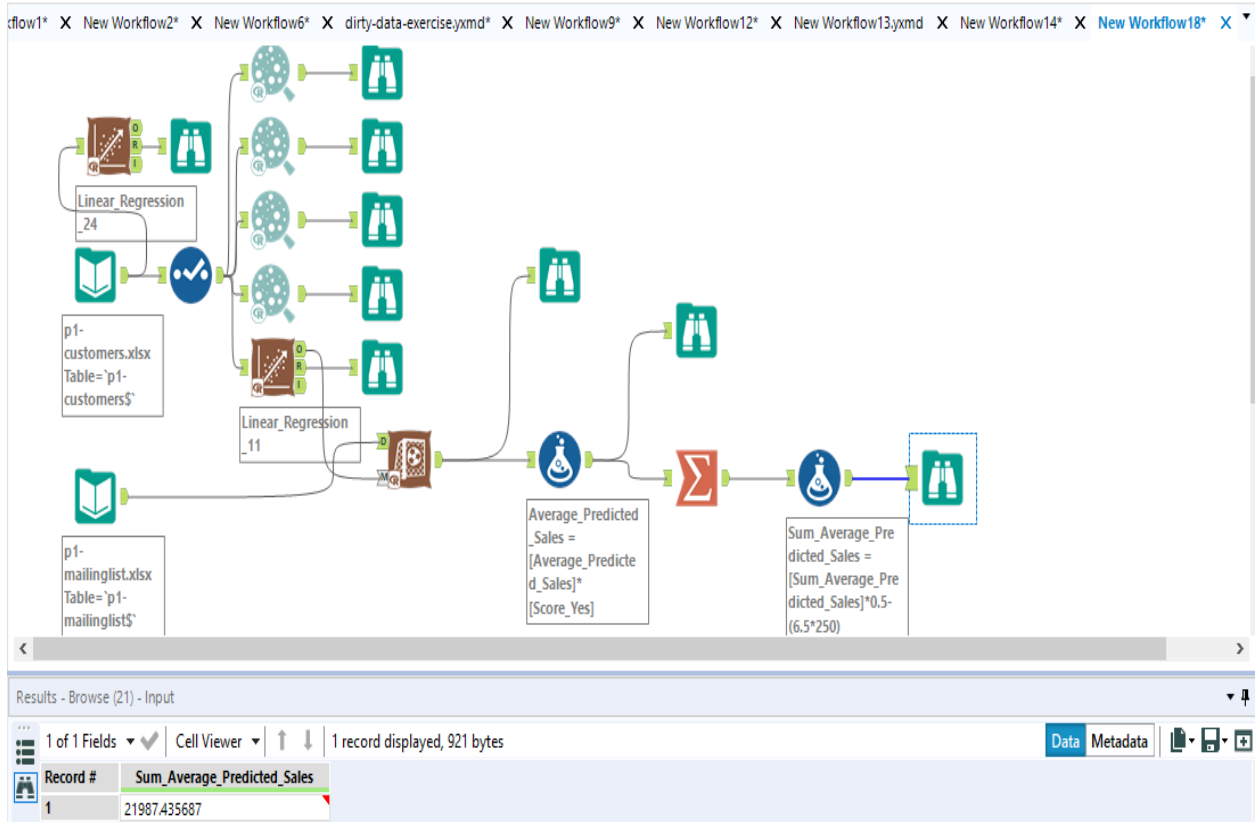 cflow1* X New Workflow2* X New Workflow6* X dirty-data-exercise.yxmd* X New Workflow9* X New Workflow12* X New Workflow13.yxmd X New Workflow14* X New Workflow18* X
O
R
I
Linear_Regression
_24
p1-
customers.xlsx
Table=`p1-
customers$`
O
R
I
Linear_Regression
_11
D
M
p1-
mailinglist.xlsx
Table=`p1-
mailinglist$`
Average_Predicted
_Sales =
[Average_Predicte
d_Sales]*
[Score_Yes]
Sum_Average_Pre
dicted_Sales =
[Sum_Average_Pre
dicted_Sales]*0.5-
(6.5*250)
Results - Browse (21) - Input
1 of 1 Fields Cell Viewer 1 record displayed, 921 bytes Data Metadata
Record # Sum_Average_Predicted_Sales
1 21987.435687